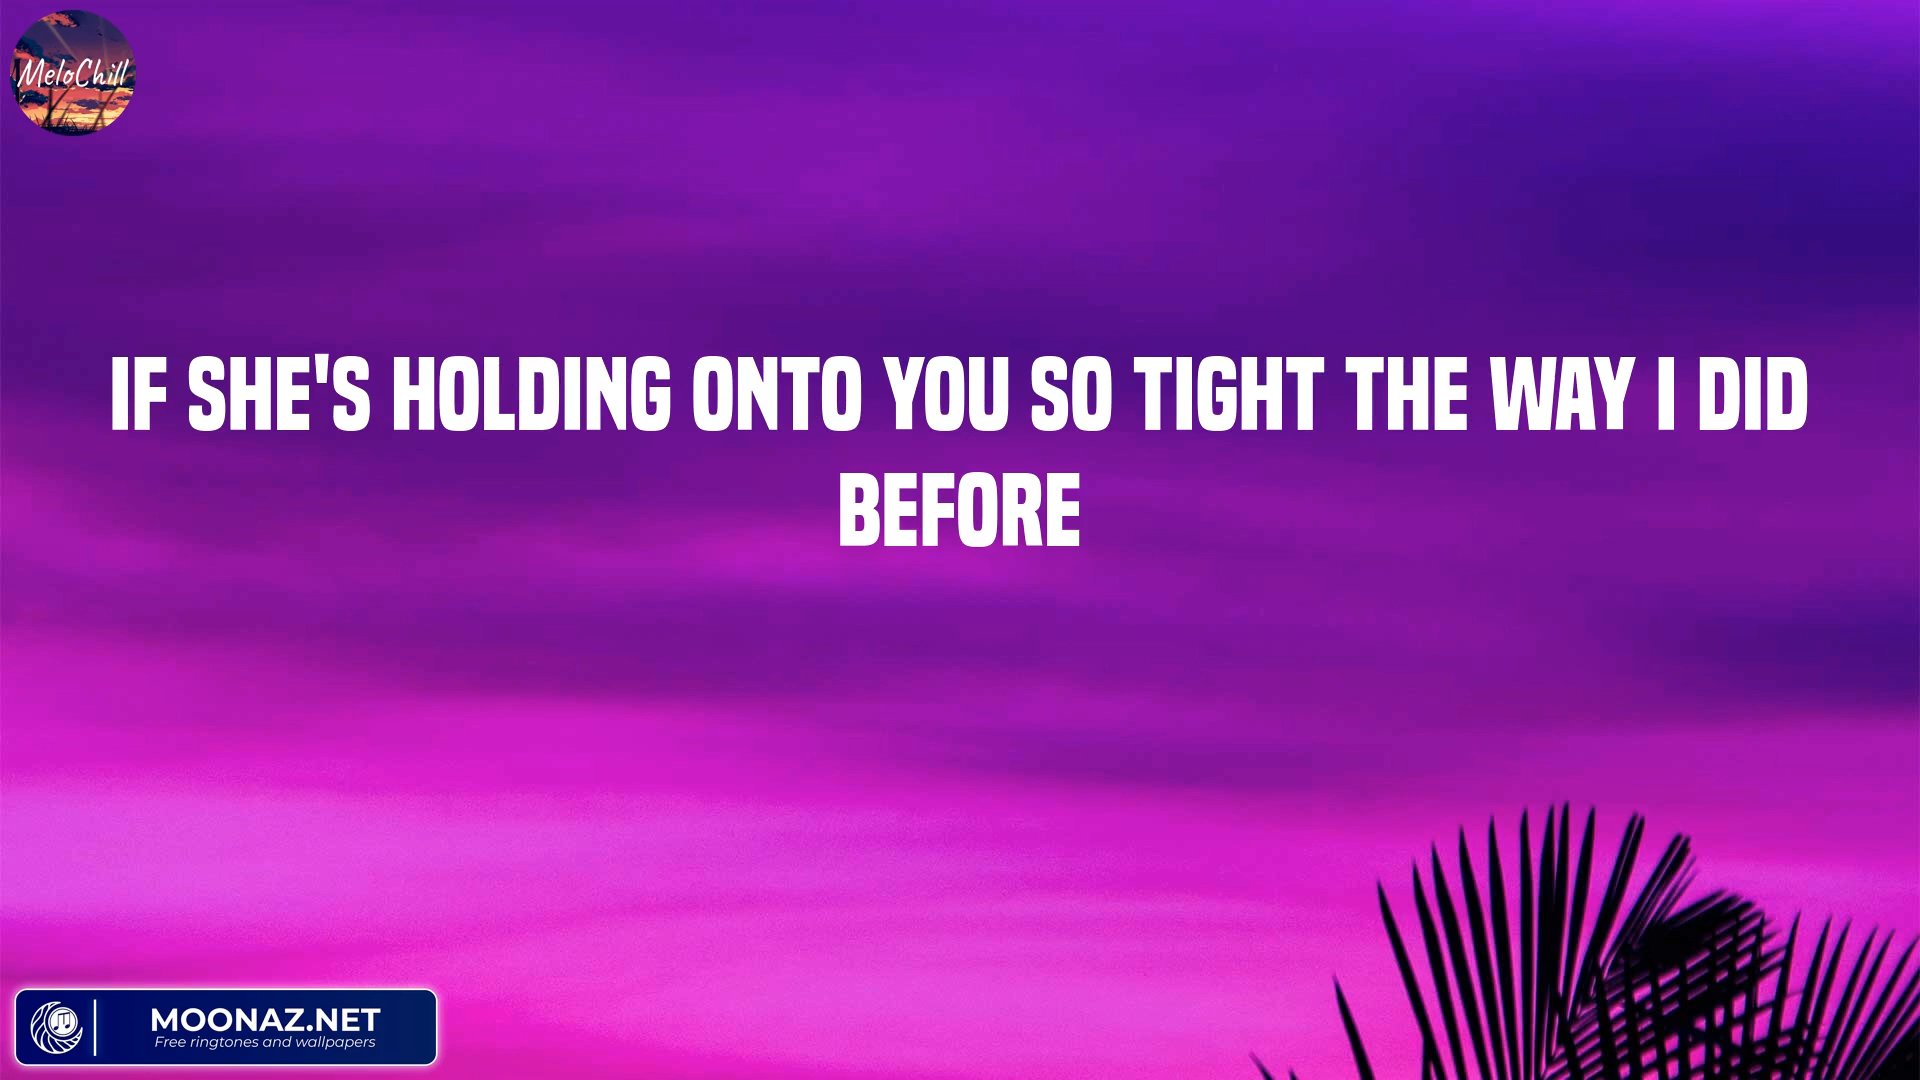 MeloChill
IF SHE'S HOLDING ONTO YOU SO TIGHT THE WAY I DID
BEFORE
MOONAZ.NET
Free ringtones and wallpapers